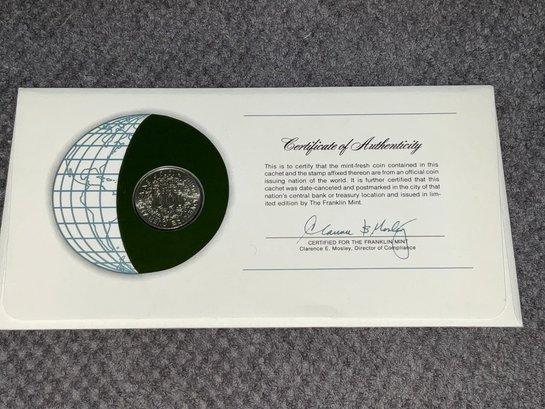 Certificate of Authenticity
This is to certify that the mint-fresh coin contained in this
cachet and the stamp affixed thereon are from an official coin
issuing nation of the world. It is further certified that this
cachet was date-canceled and postmarked in the city of that
nation's central bank or treasury location and issued in lim-
ited edition by The Franklin Mint.
Clarence E. Mosley
CERTIFIED FOR THE FRANKLIN MINT
Clarence E. Mosley, Director of Compliance